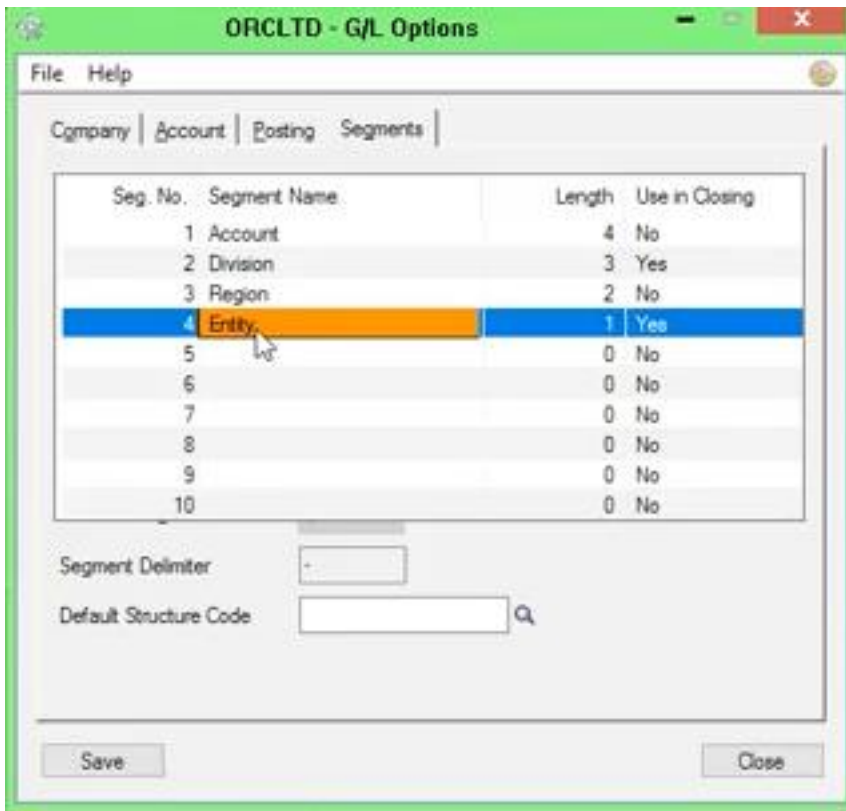 ORCLTD - G/L Options
File Help
Company Account Posting Segments
Seg. No. Segment Name Length Use in Closing
1 Account 4 No
2 Division 3 Yes
3 Region 2 No
4 Entity 1 Yes
5 0 No
6 0 No
7 0 No
8 0 No
9 0 No
10 0 No
Segment Delimiter -
Default Structure Code
Save Close